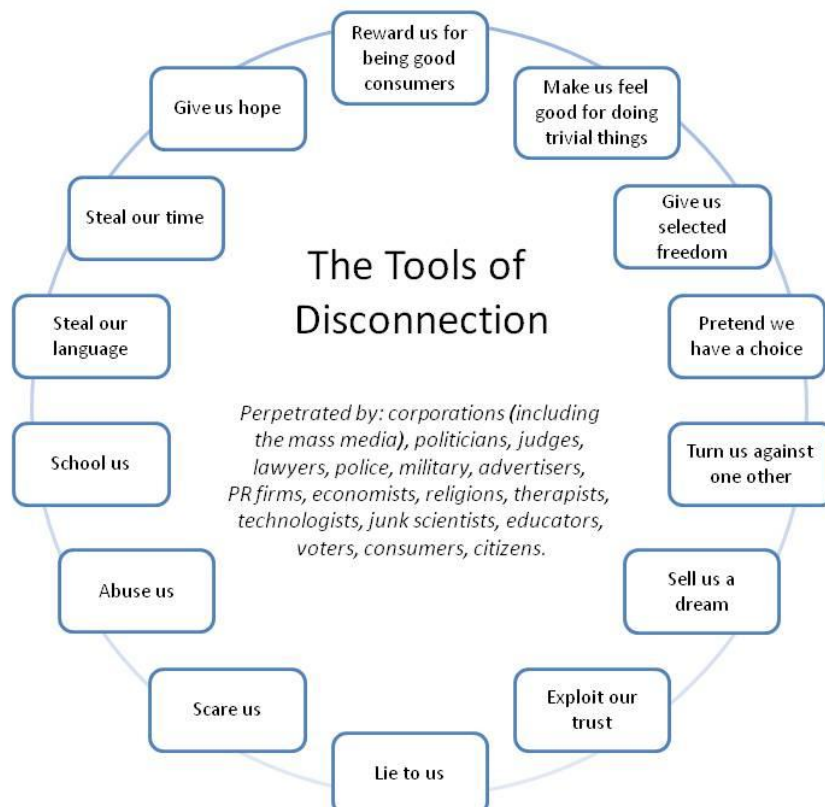 Reward us for
being good
consumers
Make us feel
good for doing
trivial things
Give us
selected
freedom
Pretend we
have a choice
Turn us against
one other
Sell us a
dream
Exploit our
trust
Lie to us
Scare us
Abuse us
School us
Steal our
language
Steal our time
Give us hope
The Tools of
Disconnection
Perpetrated by: corporations (including
the mass media), politicians, judges,
lawyers, police, military, advertisers,
PR firms, economists, religions, therapists,
technologists, junk scientists, educators,
voters, consumers, citizens.